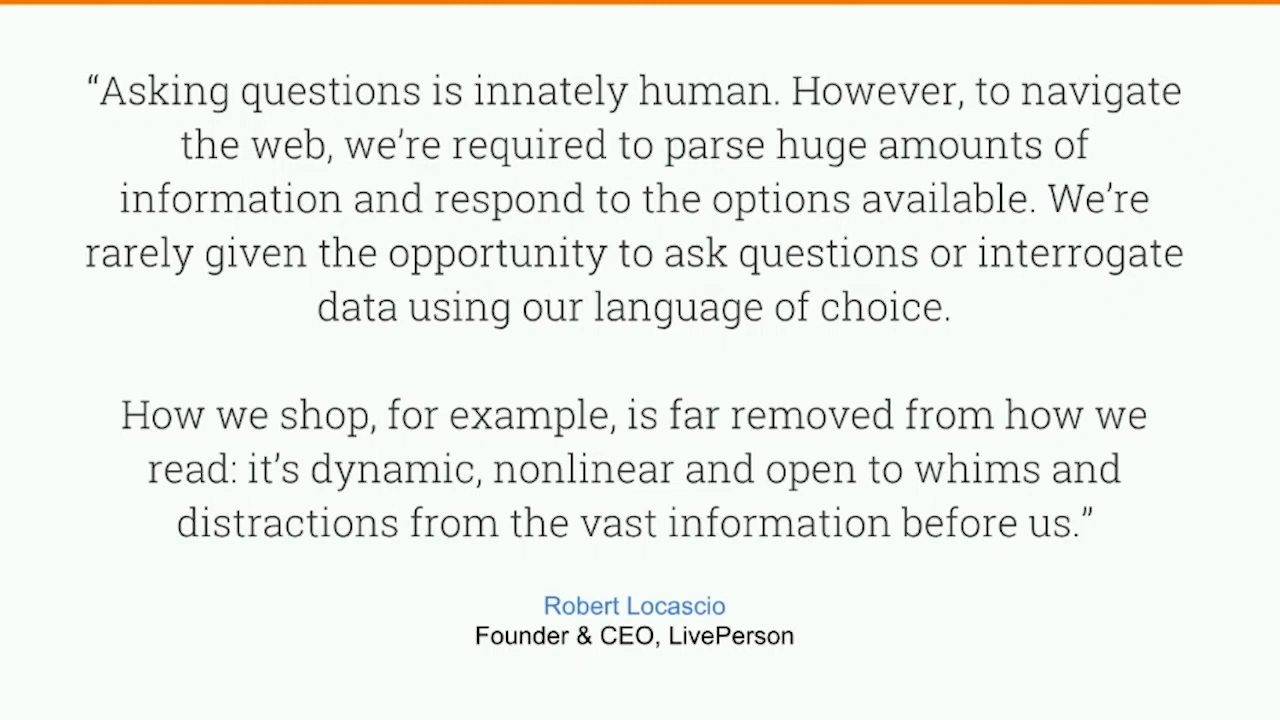 “Asking questions is innately human. However, to navigate
the web, we’re required to parse huge amounts of
information and respond to the options available. We’re
rarely given the opportunity to ask questions or interrogate
data using our language of choice.
How we shop, for example, is far removed from how we
read: it’s dynamic, nonlinear and open to whims and
distractions from the vast information before us.”
Robert Locascio
Founder & CEO, LivePerson